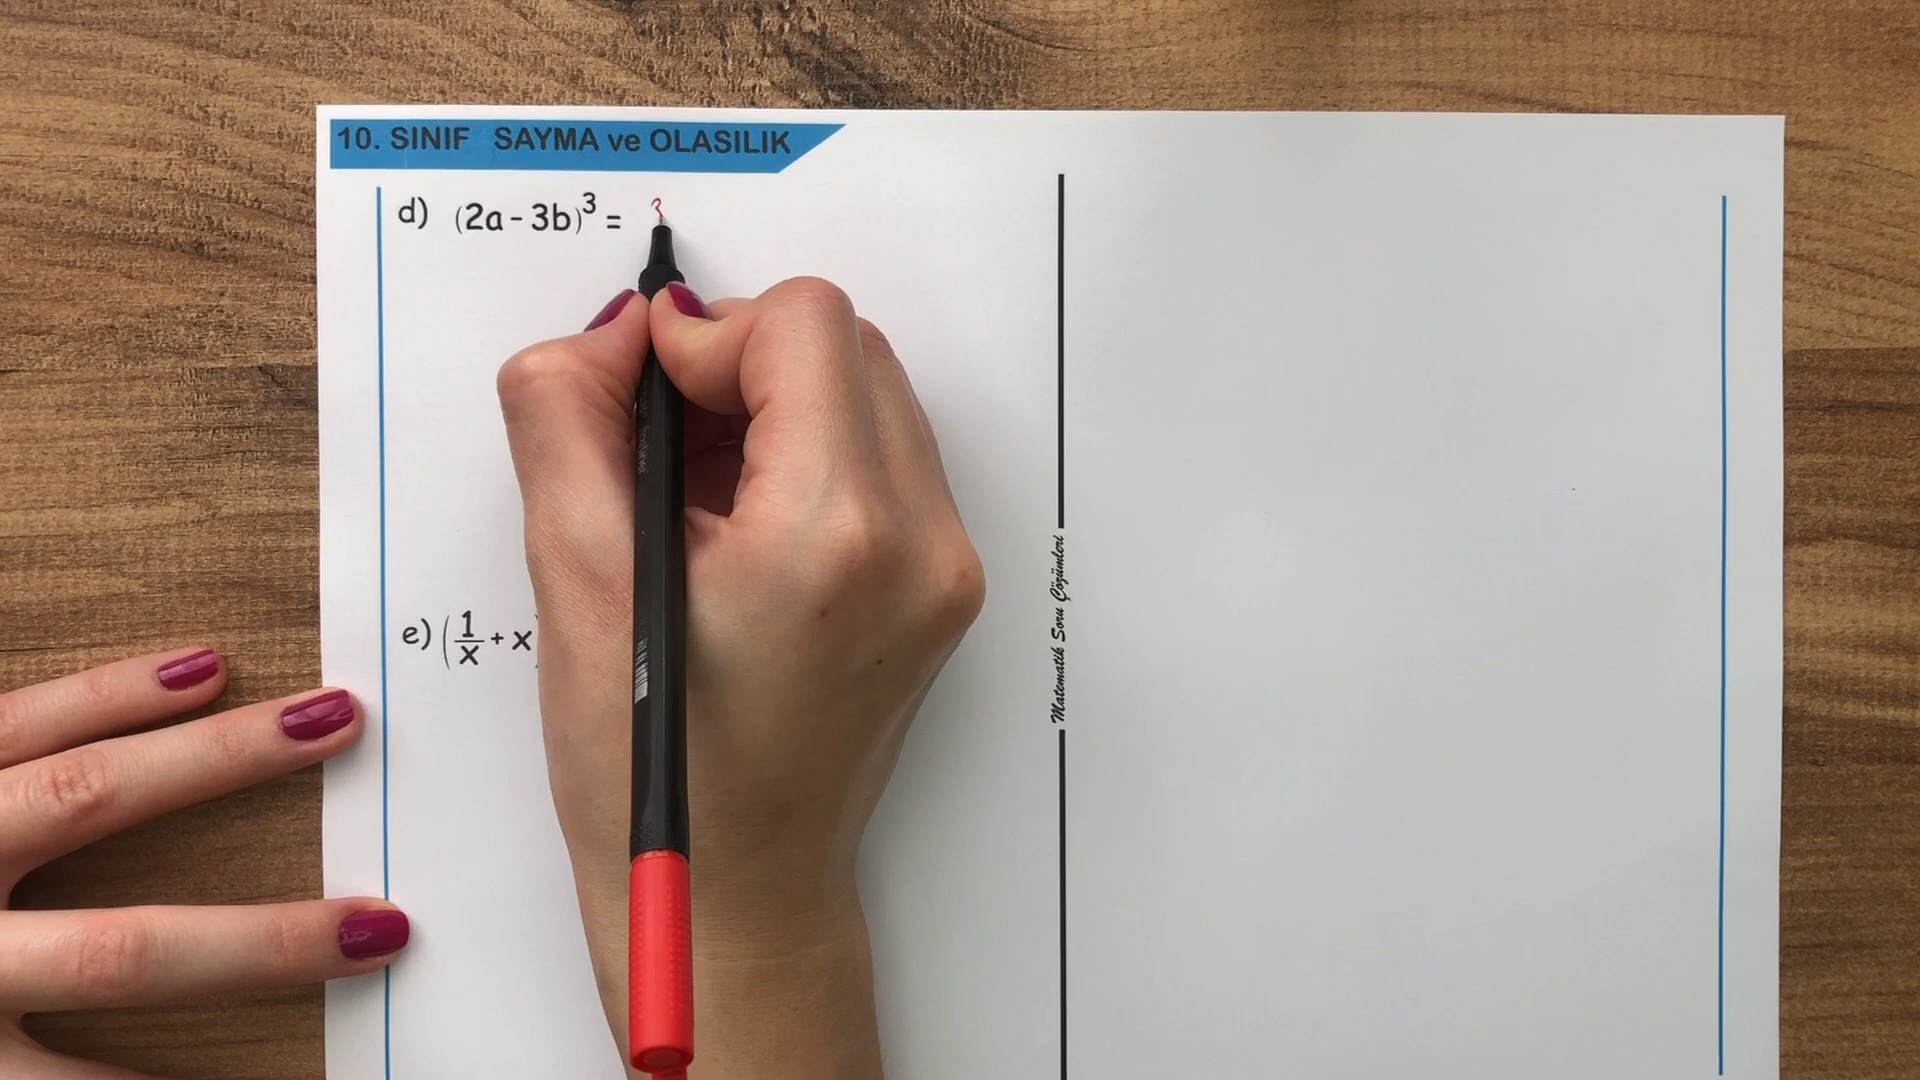 10. SINIF SAYMA ve OLASILIK
d) (2a - 3b)³ =
e) (1/x + x
Matematik Soru Çözümleri